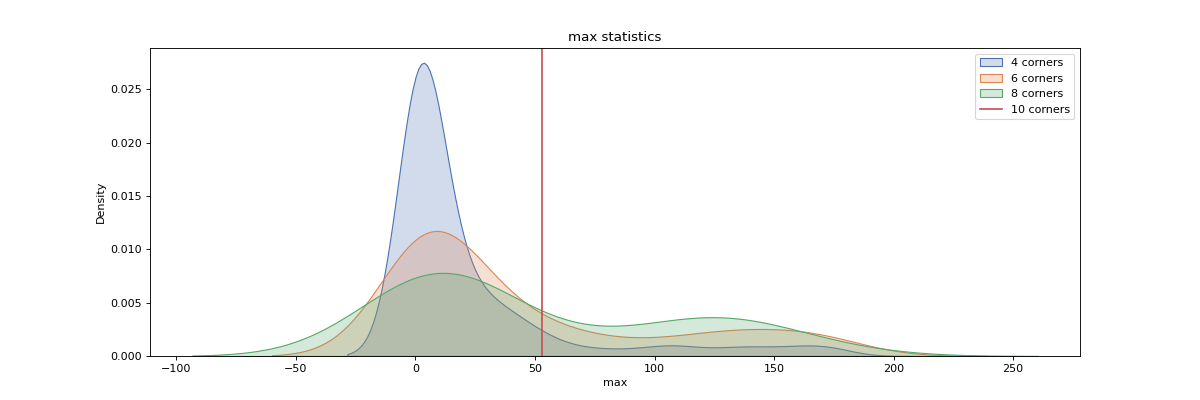 max statistics
4 corners
6 corners
8 corners
10 corners
Density
0.025
0.020
0.015
0.010
0.005
0.000
−100 −50 0 50 100 150 200 250
max